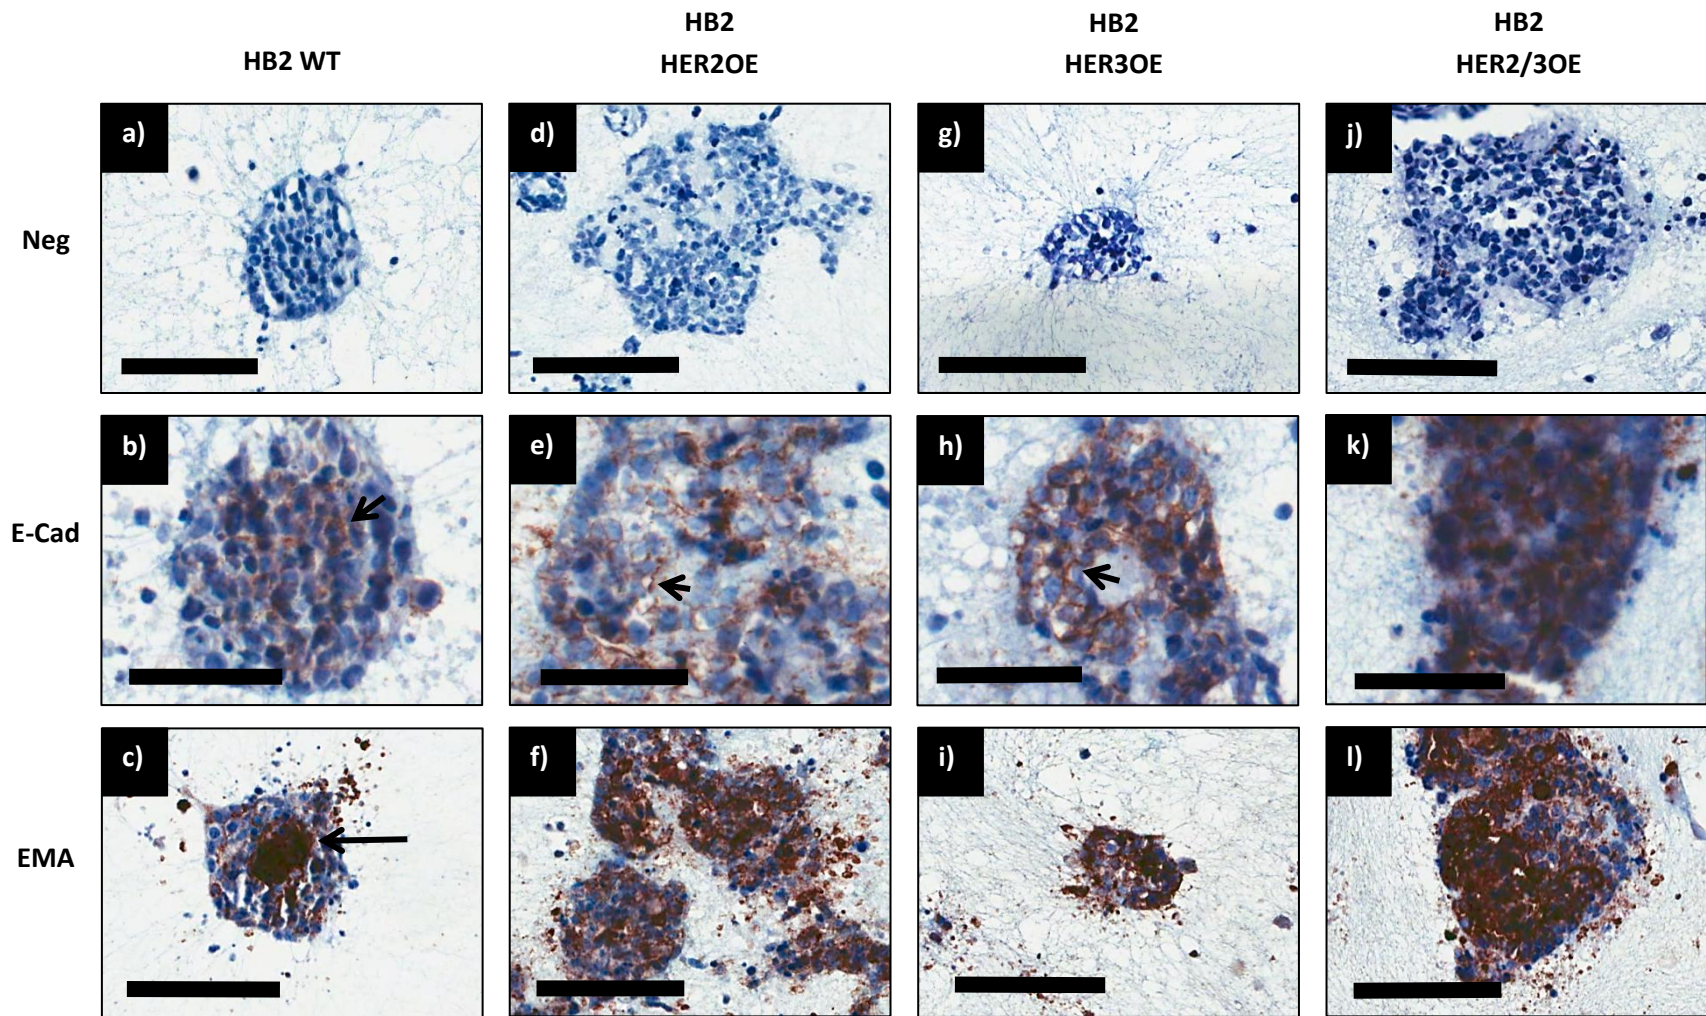 HB2 WT
HB2
HER2OE
HB2
HER3OE
HB2
HER2/3OE
Neg
a)
d)
g)
j)
E-Cad
b)
e)
h)
k)
EMA
c)
f)
i)
l)